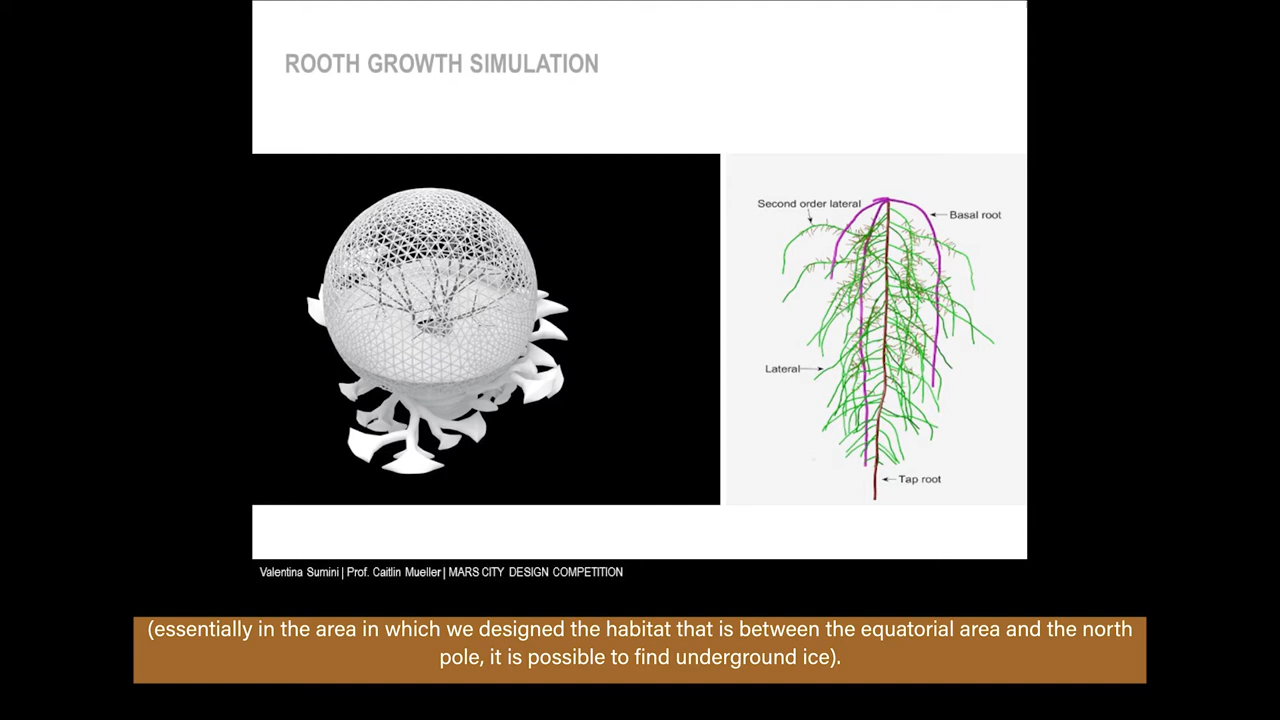 ROOTH GROWTH SIMULATION
Second order lateral
Basal root
Lateral
Tap root
Valentina Sumini | Prof. Caitlin Mueller | MARS CITY DESIGN COMPETITION
(essentially in the area in which we designed the habitat that is between the equatorial area and the north
pole, it is possible to find underground ice).